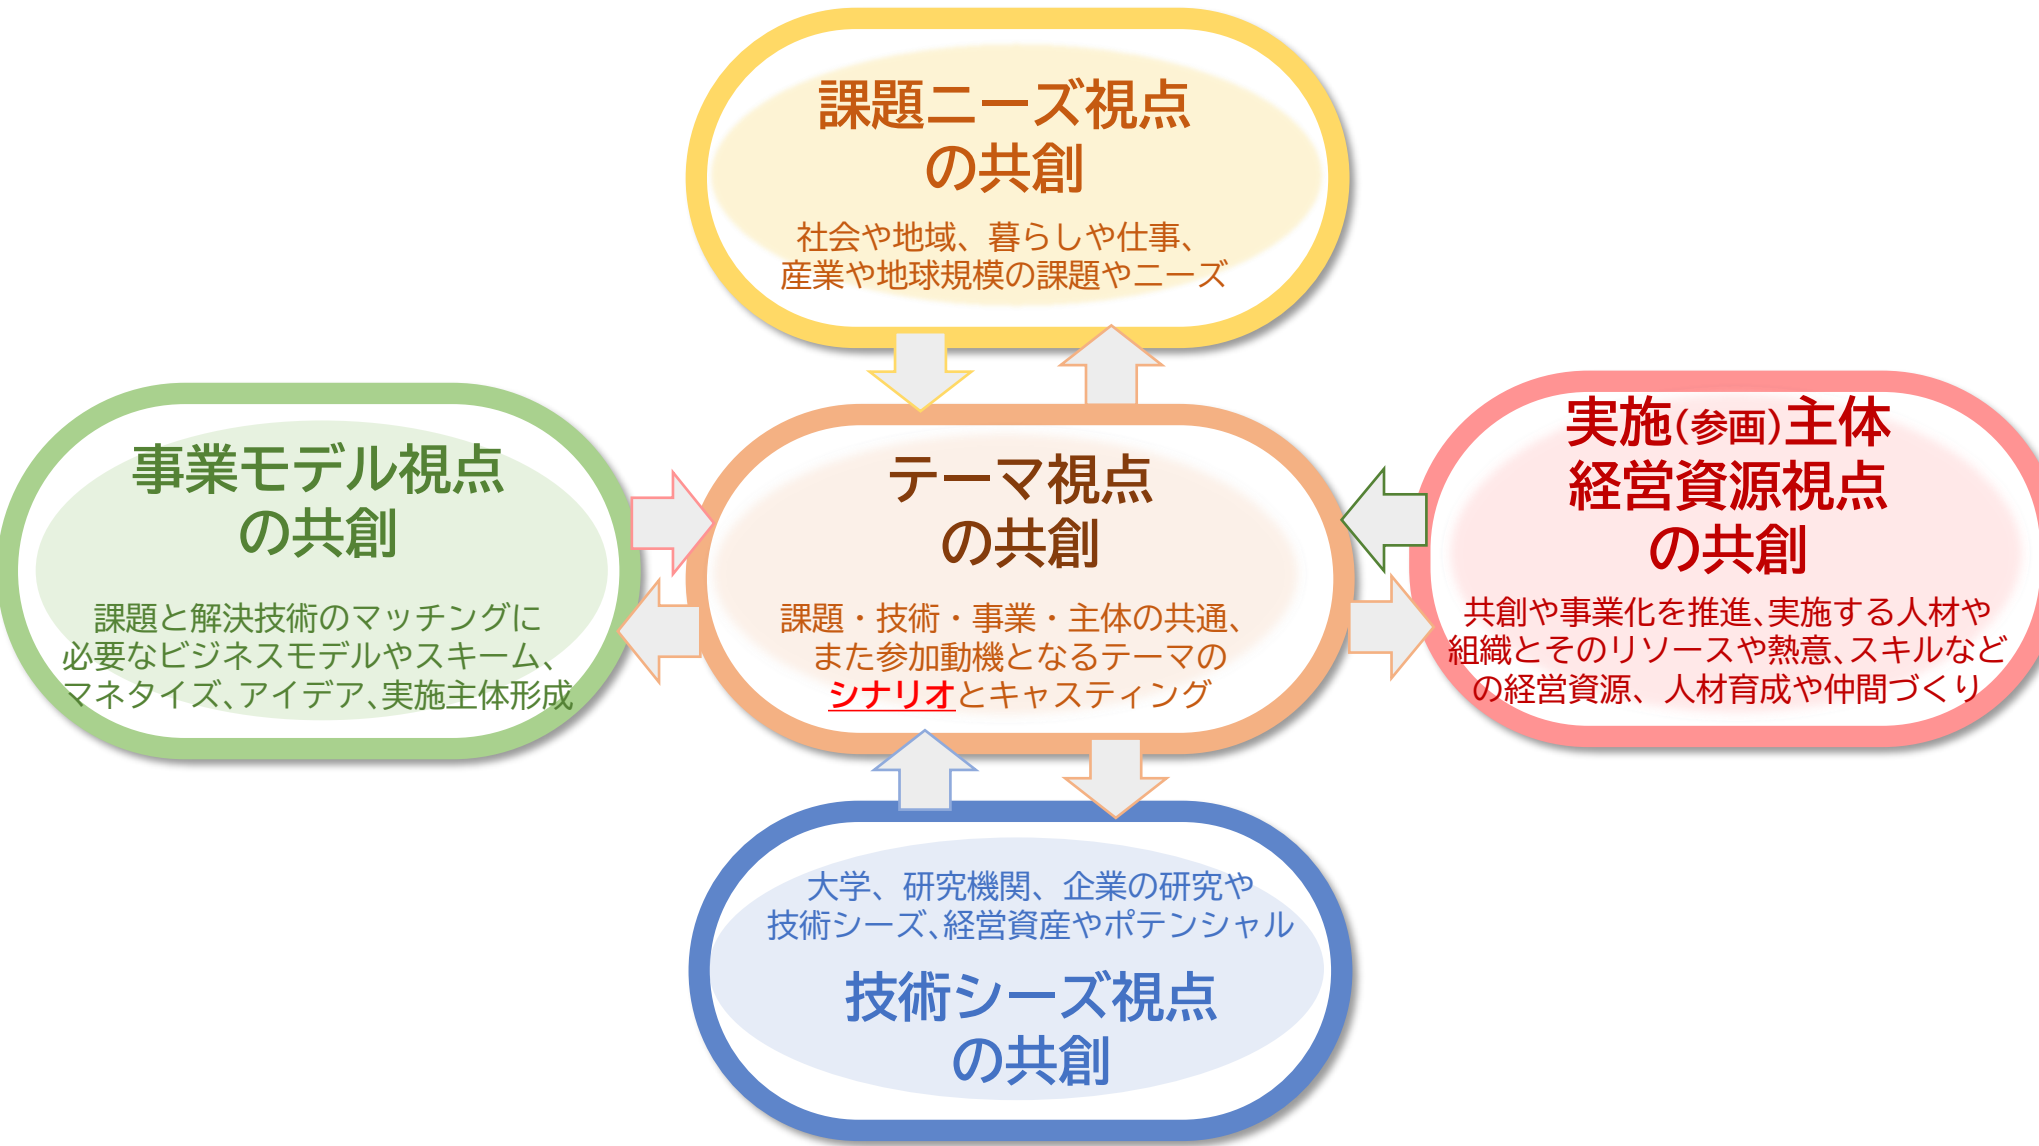 課題ニーズ視点
の共創
社会や地域、暮らしや仕事、
産業や地球規模の課題やニーズ
事業モデル視点
の共創
課題と解決技術のマッチングに
必要なビジネスモデルやスキーム、
マネタイズ、アイデア、実施主体形成
テーマ視点
の共創
課題・技術・事業・主体の共通、
また参加動機となるテーマの
シナリオとキャスティング
実施(参画)主体
経営資源視点
の共創
共創や事業化を推進、実施する人材や
組織とそのリソースや熱意、スキルなど
の経営資源、人材育成や仲間づくり
大学、研究機関、企業の研究や
技術シーズ、経営資産やポテンシャル
技術シーズ視点
の共創